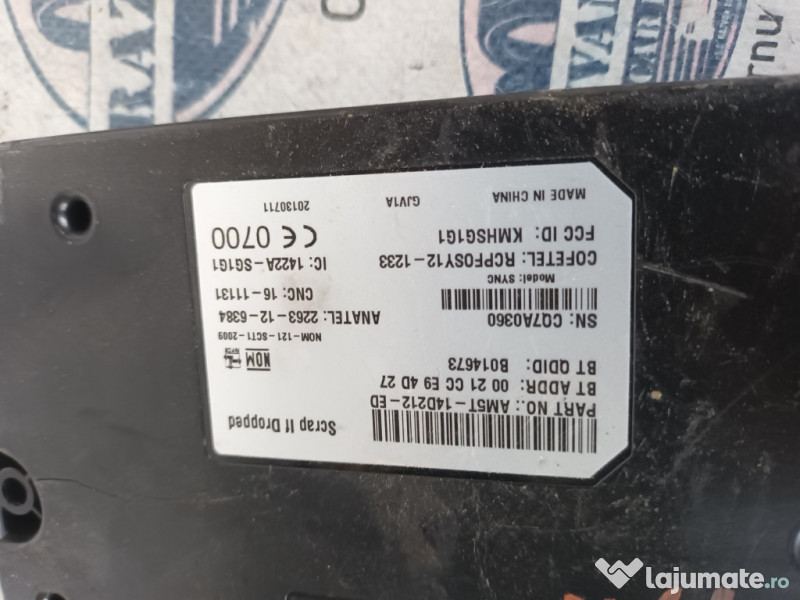 PART NO.: AM5T-14D212-ED
Scrap If Dropped
BT ADDR: 00 21 CC E9 4D 27
BT QDID: B014673
NOM
NYCE
NOM-121-SCT1-2009
SN: CQ7A0360
ANATEL: 2263-12-6384
CNC: 16-11131
Model: SYNC
COFETEL: RCPFOSY12-1233
IC: 1422A-SG1G1
FCC ID: KMHSG1G1
CE 0700
MADE IN CHINA
GJV1A
20130711
lajumate.ro